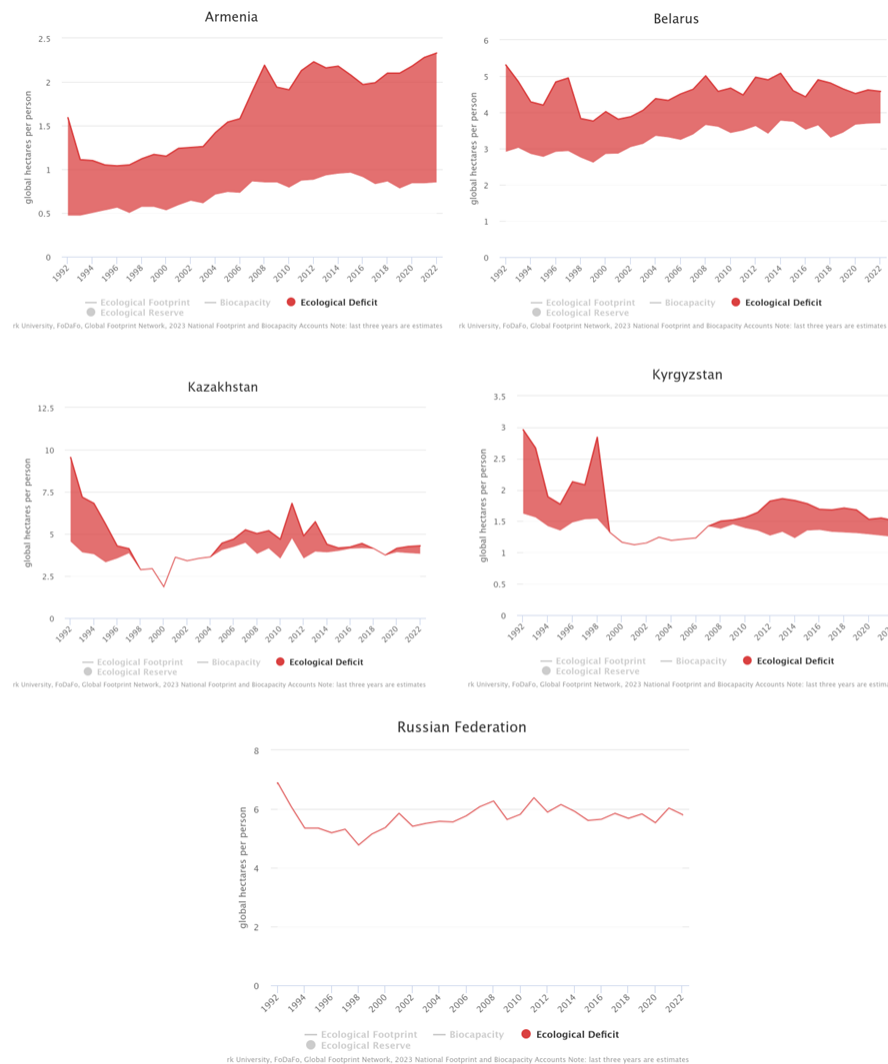 Armenia
2.5
2
1.5
1
0.5
0
global hectares per person
1992 1994 1996 1998 2000 2002 2004 2006 2008 2010 2012 2014 2016 2018 2020 2022
Ecological Footprint Biocapacity Ecological Deficit
Ecological Reserve
rk University, FoDaFo, Global Footprint Network, 2023 National Footprint and Biocapacity Accounts Note: last three years are estimates
Belarus
6
5
4
3
2
1
0
global hectares per person
1992 1994 1996 1998 2000 2002 2004 2006 2008 2010 2012 2014 2016 2018 2020 2022
Ecological Footprint Biocapacity Ecological Deficit
Ecological Reserve
rk University, FoDaFo, Global Footprint Network, 2023 National Footprint and Biocapacity Accounts Note: last three years are estimates
Kazakhstan
12.5
10
7.5
5
2.5
0
global hectares per person
1992 1994 1996 1998 2000 2002 2004 2006 2008 2010 2012 2014 2016 2018 2020 2022
Ecological Footprint Biocapacity Ecological Deficit
Ecological Reserve
rk University, FoDaFo, Global Footprint Network, 2023 National Footprint and Biocapacity Accounts Note: last three years are estimates
Kyrgyzstan
3.5
3
2.5
2
1.5
1
0.5
0
global hectares per person
1992 1994 1996 1998 2000 2002 2004 2006 2008 2010 2012 2014 2016 2018 2020
Ecological Footprint Biocapacity Ecological Deficit
Ecological Reserve
rk University, FoDaFo, Global Footprint Network, 2023 National Footprint and Biocapacity Accounts Note: last three years are estima
Russian Federation
8
6
4
2
0
global hectares per person
1992 1994 1996 1998 2000 2002 2004 2006 2008 2010 2012 2014 2016 2018 2020 2022
Ecological Footprint Biocapacity Ecological Deficit
Ecological Reserve
rk University, FoDaFo, Global Footprint Network, 2023 National Footprint and Biocapacity Accounts Note: last three years are estimates